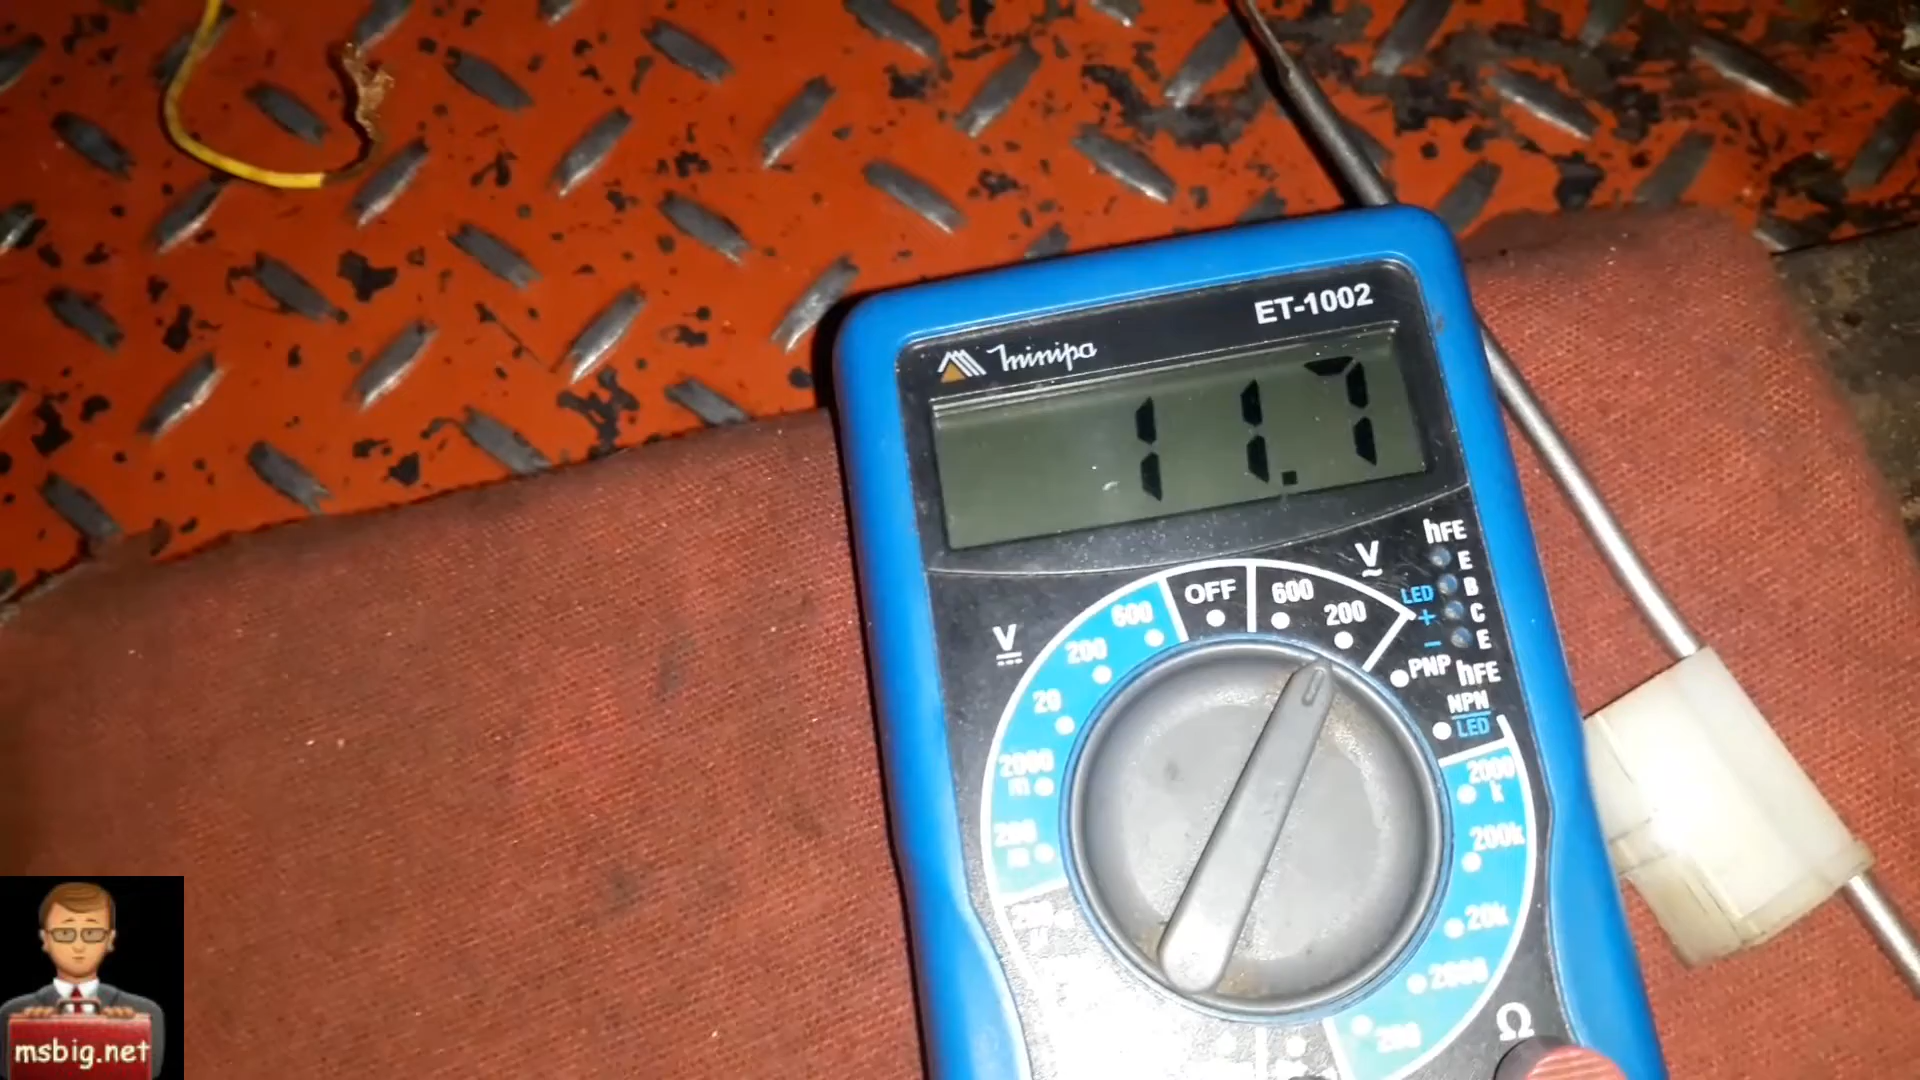 ET-1002
minipa
11.7
hFE
E
B
C
E
LED
+
−
V
OFF
600
200
V
600
200
20
2000
m
200
m
PNP
hFE
NPN
LED
2000
k
200k
20k
2000
200
Ω
msbig.net